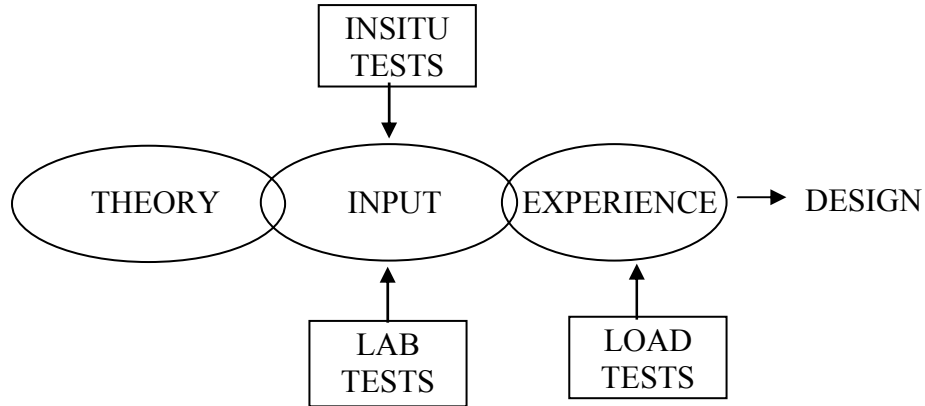 INSITU
TESTS
THEORY
INPUT
EXPERIENCE
DESIGN
LAB
TESTS
LOAD
TESTS